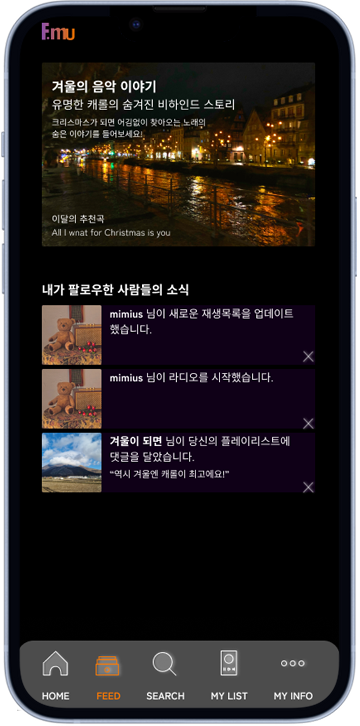 E:mu
겨울의 음악 이야기
유명한 캐롤의 숨겨진 비하인드 스토리
크리스마스가 되면 어김없이 찾아오는 노래의
숨은 이야기를 들어보세요!
이달의 추천곡
All I wnat for Christmas is you
내가 팔로우한 사람들의 소식
mimius 님이 새로운 재생목록을 업데이트
했습니다.
mimius 님이 라디오를 시작했습니다.
겨울이 되면 님이 당신의 플레이리스트에
댓글을 달았습니다.
“역시 겨울엔 캐롤이 최고에요!”
HOME FEED SEARCH MY LIST MY INFO